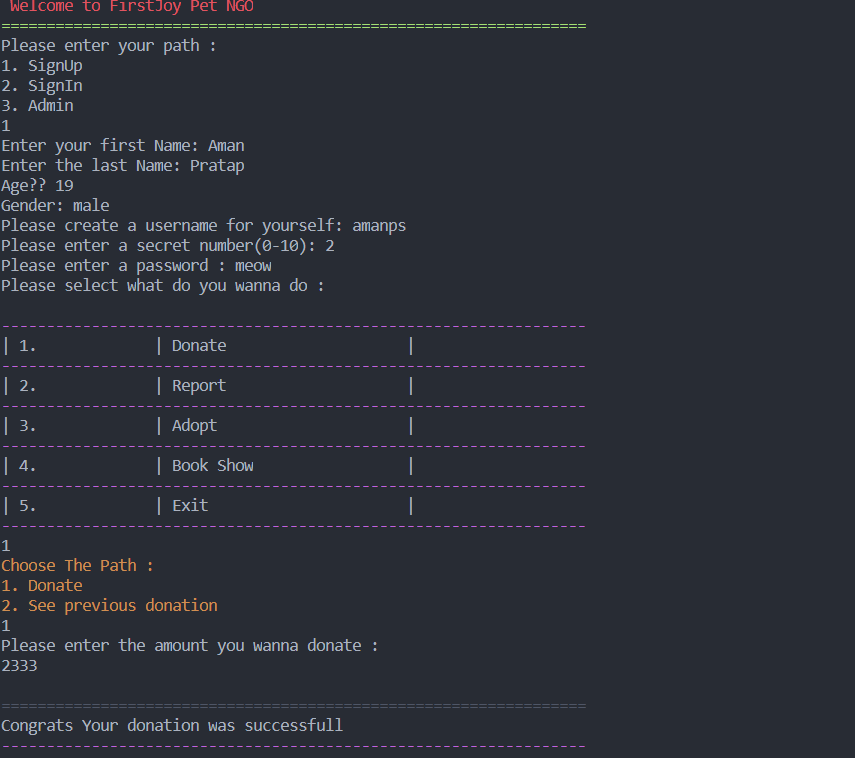 Welcome to FirstJoy Pet NGO
=================================================================
Please enter your path :
1. SignUp
2. SignIn
3. Admin
1
Enter your first Name: Aman
Enter the last Name: Pratap
Age?? 19
Gender: male
Please create a username for yourself: amanps
Please enter a secret number(0-10): 2
Please enter a password : meow
Please select what do you wanna do :
-----------------------------------------------------------------
| 1. | Donate |
-----------------------------------------------------------------
| 2. | Report |
-----------------------------------------------------------------
| 3. | Adopt |
-----------------------------------------------------------------
| 4. | Book Show |
-----------------------------------------------------------------
| 5. | Exit |
-----------------------------------------------------------------
1
Choose The Path :
1. Donate
2. See previous donation
1
Please enter the amount you wanna donate :
2333
=================================================================
Congrats Your donation was successfull
-----------------------------------------------------------------